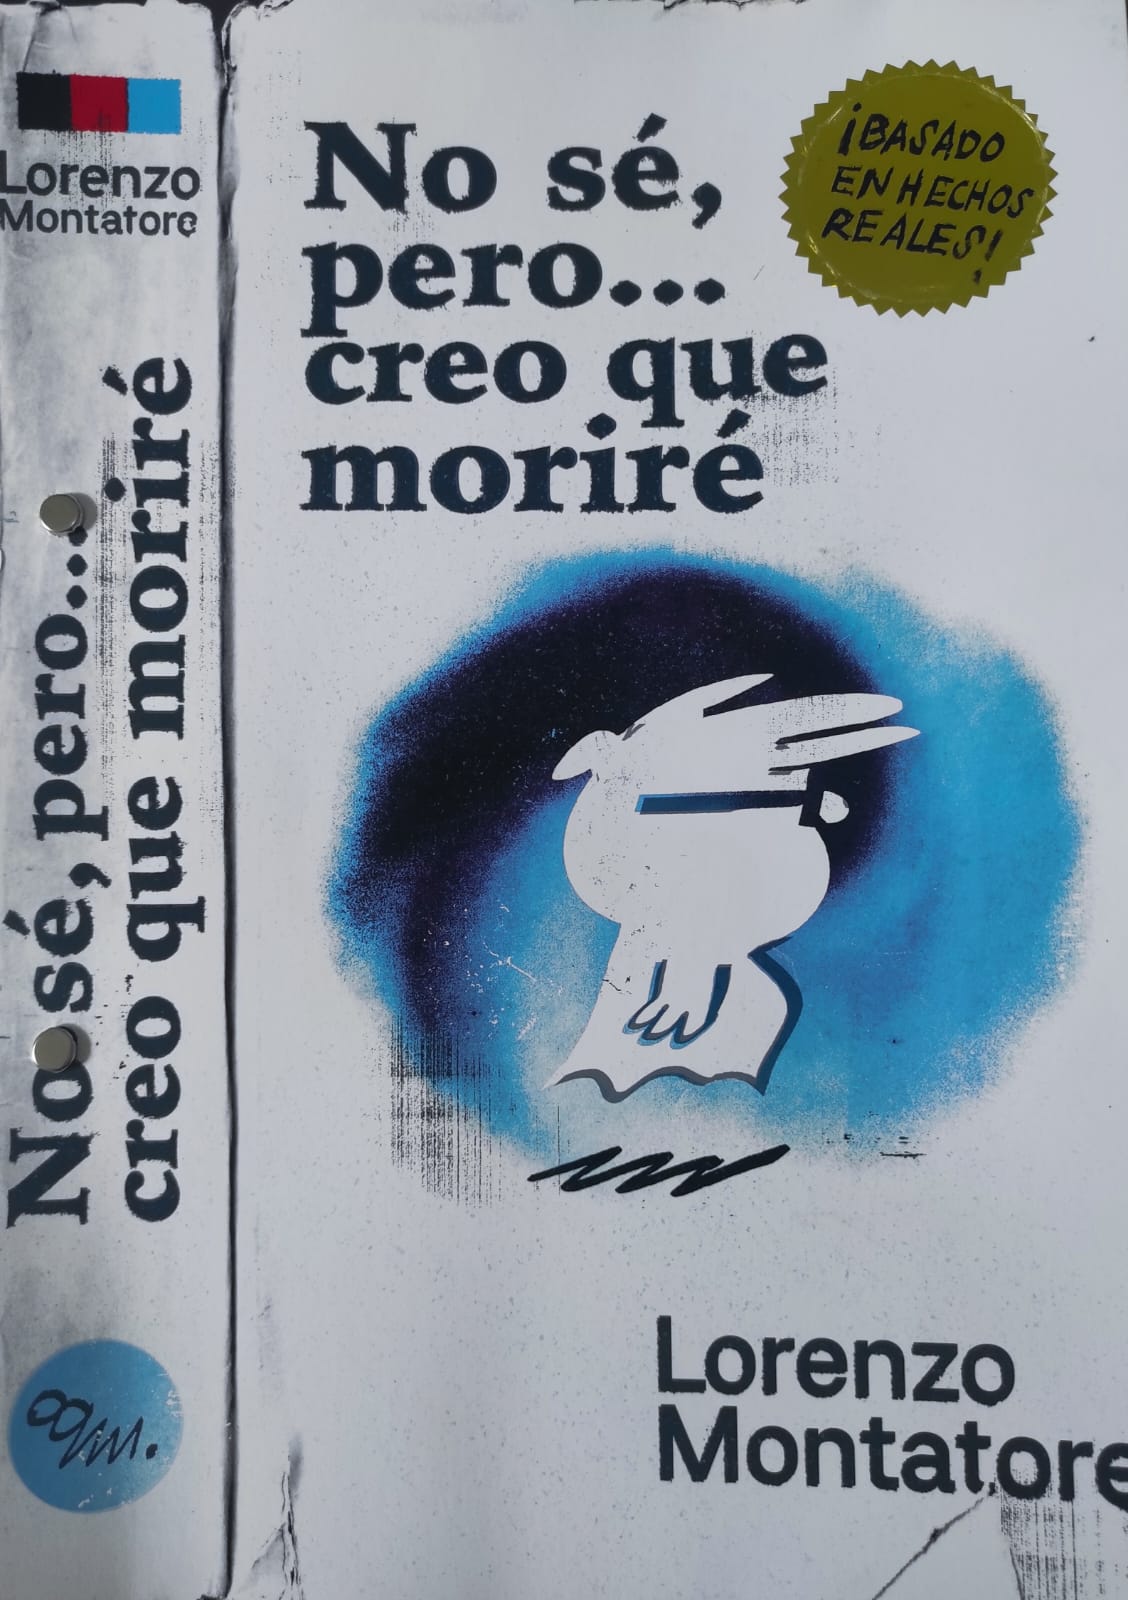 Lorenzo
Montatore
No sé, pero...
creo que moriré
No sé,
pero...
creo que
moriré
¡BASADO
EN HECHOS
REALES!
Lorenzo
Montatore